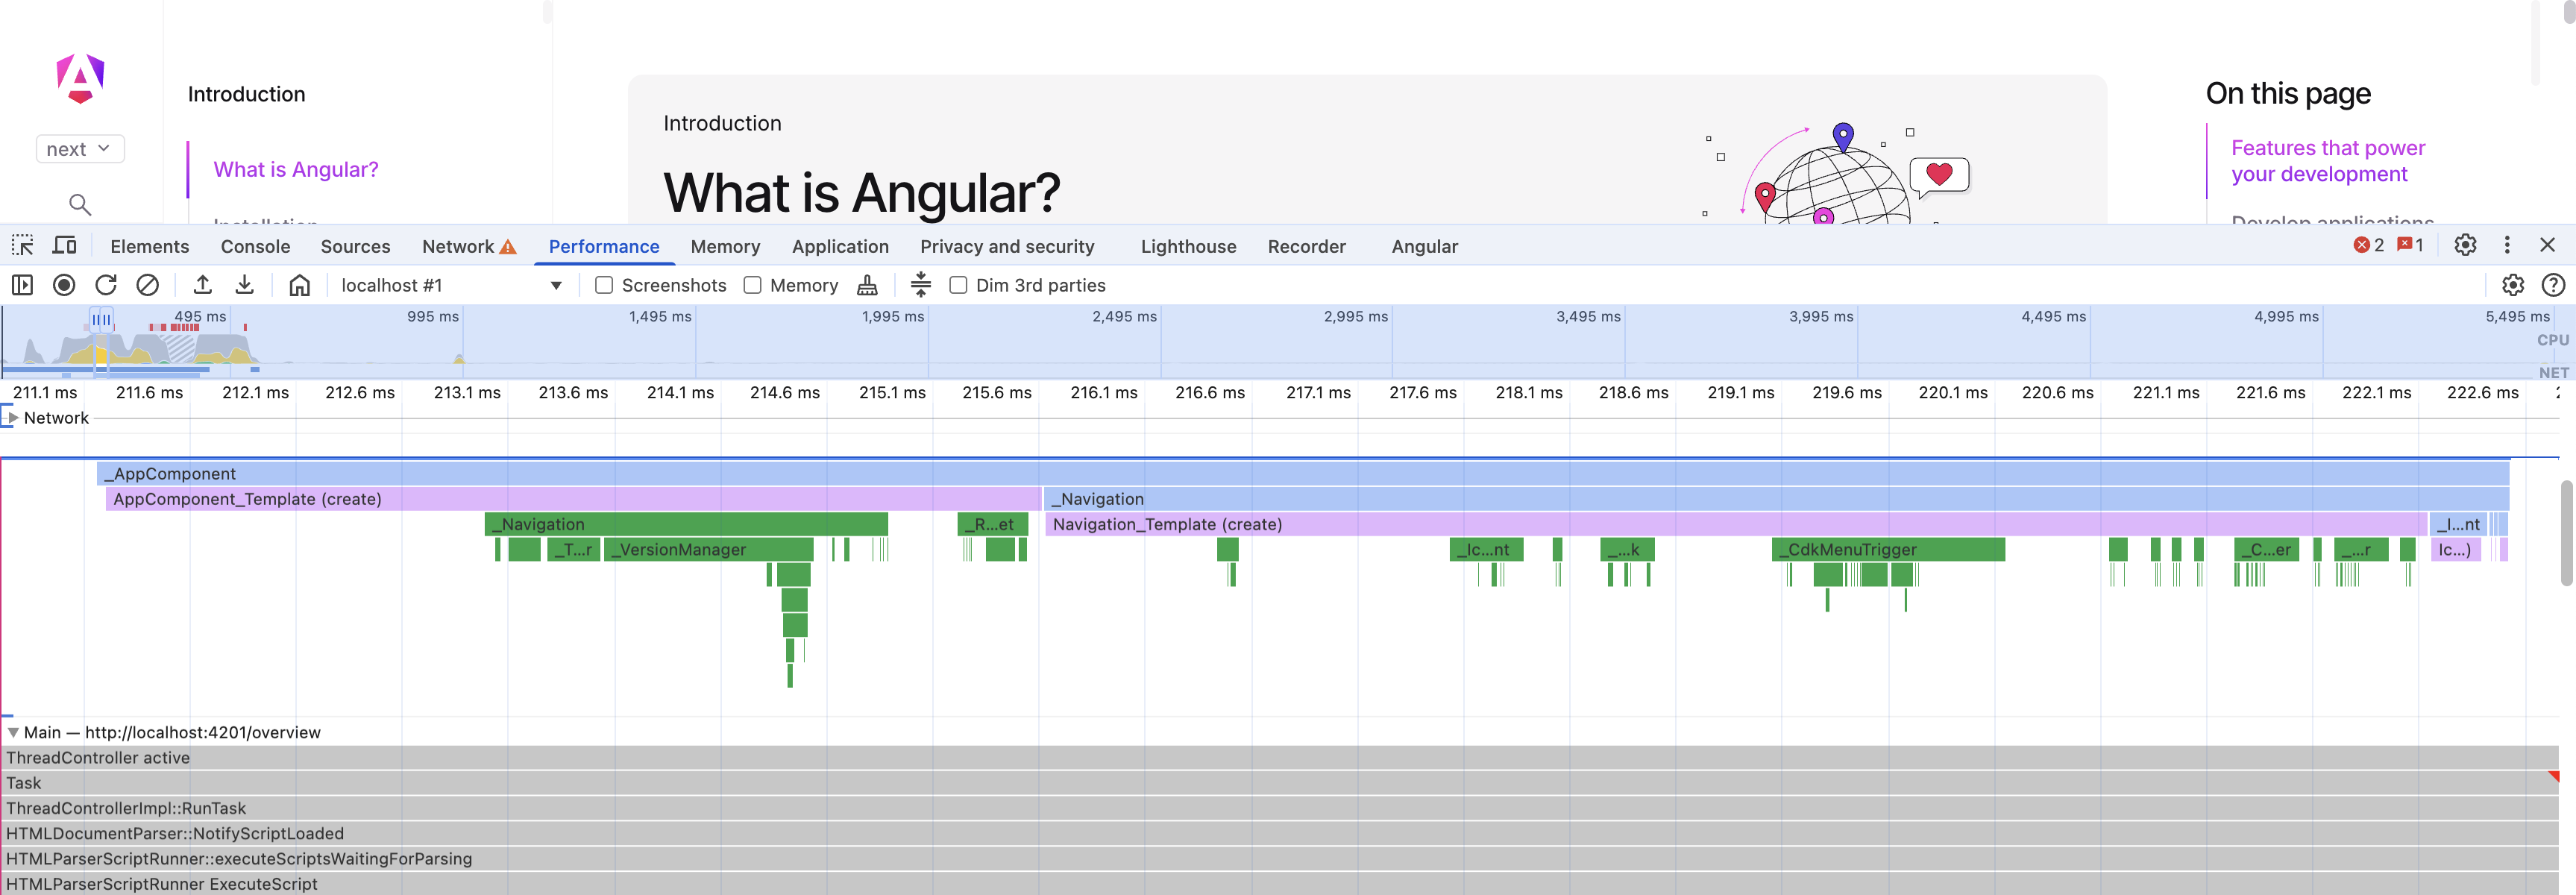 Introduction
On this page
Introduction
Features that power
your development
next
What is Angular?
What is Angular?
Installation
Develop applications
Elements Console Sources Network Performance Memory Application Privacy and security Lighthouse Recorder Angular 2 1
localhost #1 Screenshots Memory Dim 3rd parties
495 ms 995 ms 1,495 ms 1,995 ms 2,495 ms 2,995 ms 3,495 ms 3,995 ms 4,495 ms 4,995 ms 5,495 ms
CPU
NET
211.1 ms 211.6 ms 212.1 ms 212.6 ms 213.1 ms 213.6 ms 214.1 ms 214.6 ms 215.1 ms 215.6 ms 216.1 ms 216.6 ms 217.1 ms 217.6 ms 218.1 ms 218.6 ms 219.1 ms 219.6 ms 220.1 ms 220.6 ms 221.1 ms 221.6 ms 222.1 ms 222.6 ms
Network
_AppComponent
AppComponent_Template (create) _Navigation
_Navigation _R...et Navigation_Template (create) _I...nt
_T...r _VersionManager _Ic...nt _...k _CdkMenuTrigger _C...er _...r Ic...)
Main — http://localhost:4201/overview
ThreadController active
Task
ThreadControllerImpl::RunTask
HTMLDocumentParser::NotifyScriptLoaded
HTMLParserScriptRunner::executeScriptsWaitingForParsing
HTMLParserScriptRunner ExecuteScript